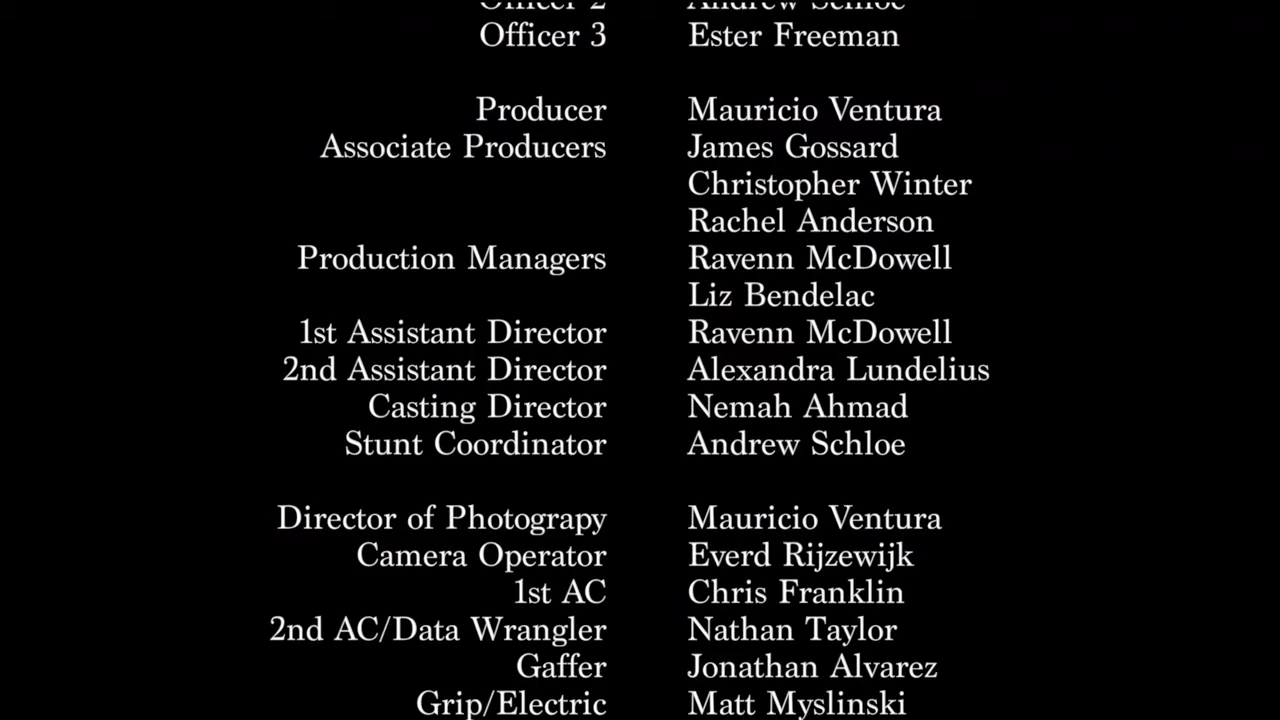 Officer 2 Andrew Schloe
Officer 3 Ester Freeman
Producer Mauricio Ventura
Associate Producers James Gossard
Christopher Winter
Rachel Anderson
Production Managers Ravenn McDowell
Liz Bendelac
1st Assistant Director Ravenn McDowell
2nd Assistant Director Alexandra Lundelius
Casting Director Nemah Ahmad
Stunt Coordinator Andrew Schloe
Director of Photograpy Mauricio Ventura
Camera Operator Everd Rijzewijk
1st AC Chris Franklin
2nd AC/Data Wrangler Nathan Taylor
Gaffer Jonathan Alvarez
Grip/Electric Matt Myslinski